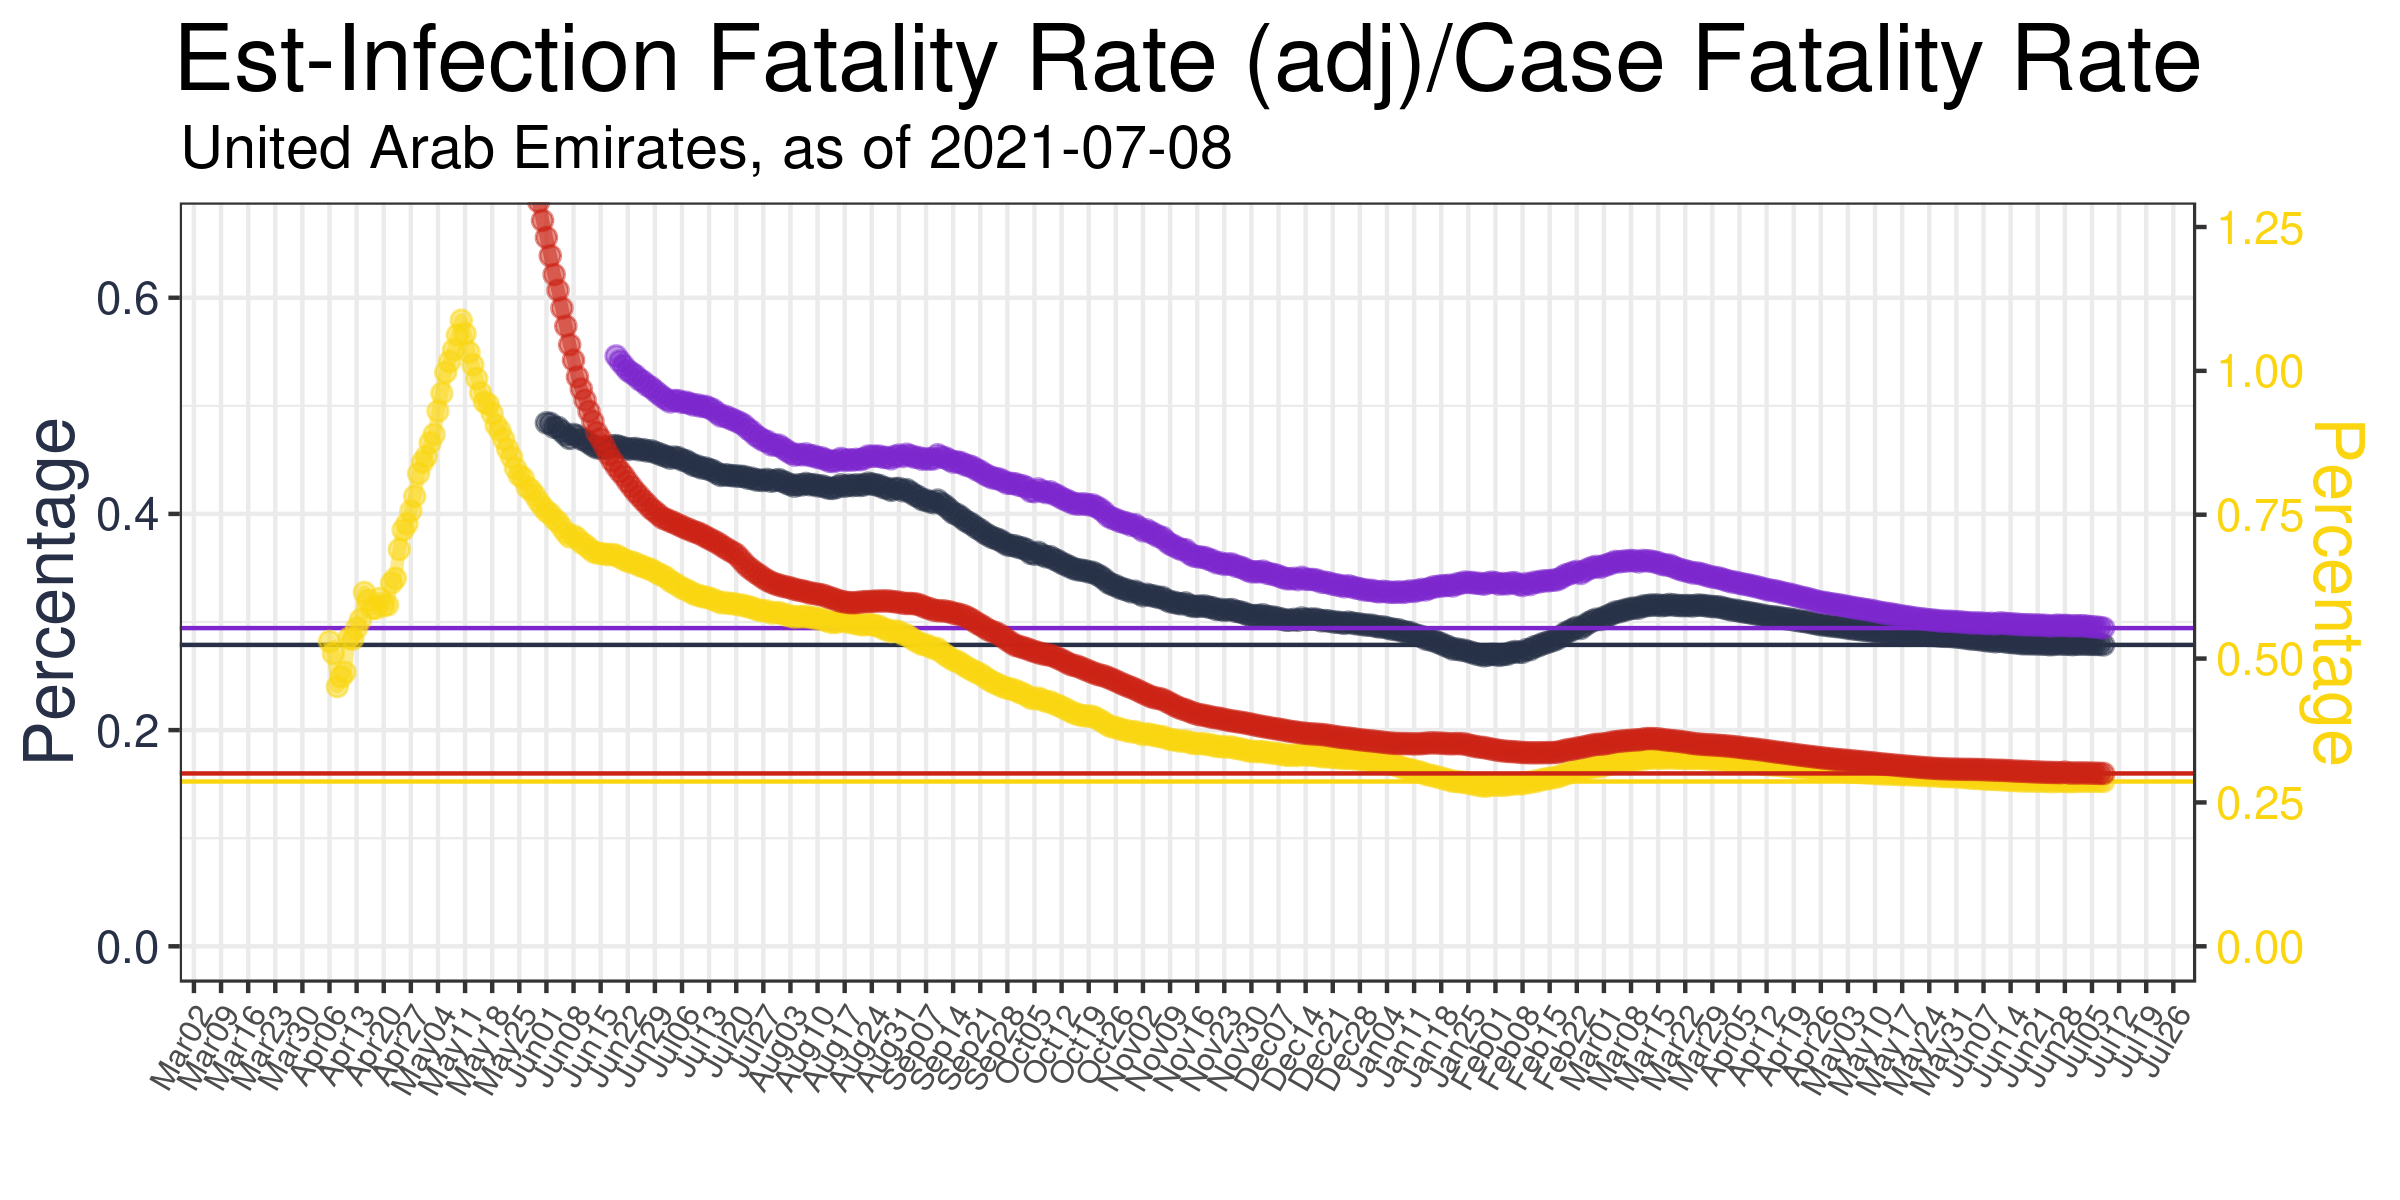 Est-Infection Fatality Rate (adj)/Case Fatality Rate
United Arab Emirates, as of 2021-07-08
Percentage
0.6
0.4
0.2
0.0
1.25
1.00
0.75
0.50
0.25
0.00
Percentage
Mar02
Mar09
Mar16
Mar23
Mar30
Apr06
Apr13
Apr20
Apr27
May04
May11
May18
May25
Jun01
Jun08
Jun15
Jun22
Jun29
Jul06
Jul13
Jul20
Jul27
Aug03
Aug10
Aug17
Aug24
Aug31
Sep07
Sep14
Sep21
Sep28
Oct05
Oct12
Oct19
Oct26
Nov02
Nov09
Nov16
Nov23
Nov30
Dec07
Dec14
Dec21
Dec28
Jan04
Jan11
Jan18
Jan25
Feb01
Feb08
Feb15
Feb22
Mar01
Mar08
Mar15
Mar22
Mar29
Apr05
Apr12
Apr19
Apr26
May03
May10
May17
May24
May31
Jun07
Jun14
Jun21
Jun28
Jul05
Jul12
Jul19
Jul26